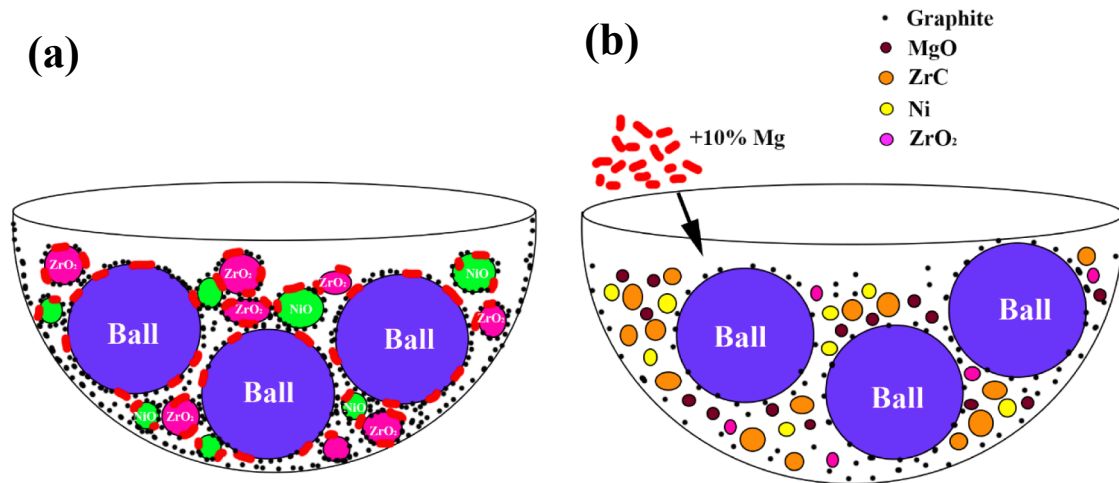 (a)
ZrO₂
ZrO₂
NiO
ZrO₂
ZrO₂
NiO
ZrO₂
Ball
Ball
Ball
NiO
ZrO₂
NiO
ZrO₂
(b)
Graphite
MgO
ZrC
Ni
ZrO₂
+10% Mg
Ball
Ball
Ball